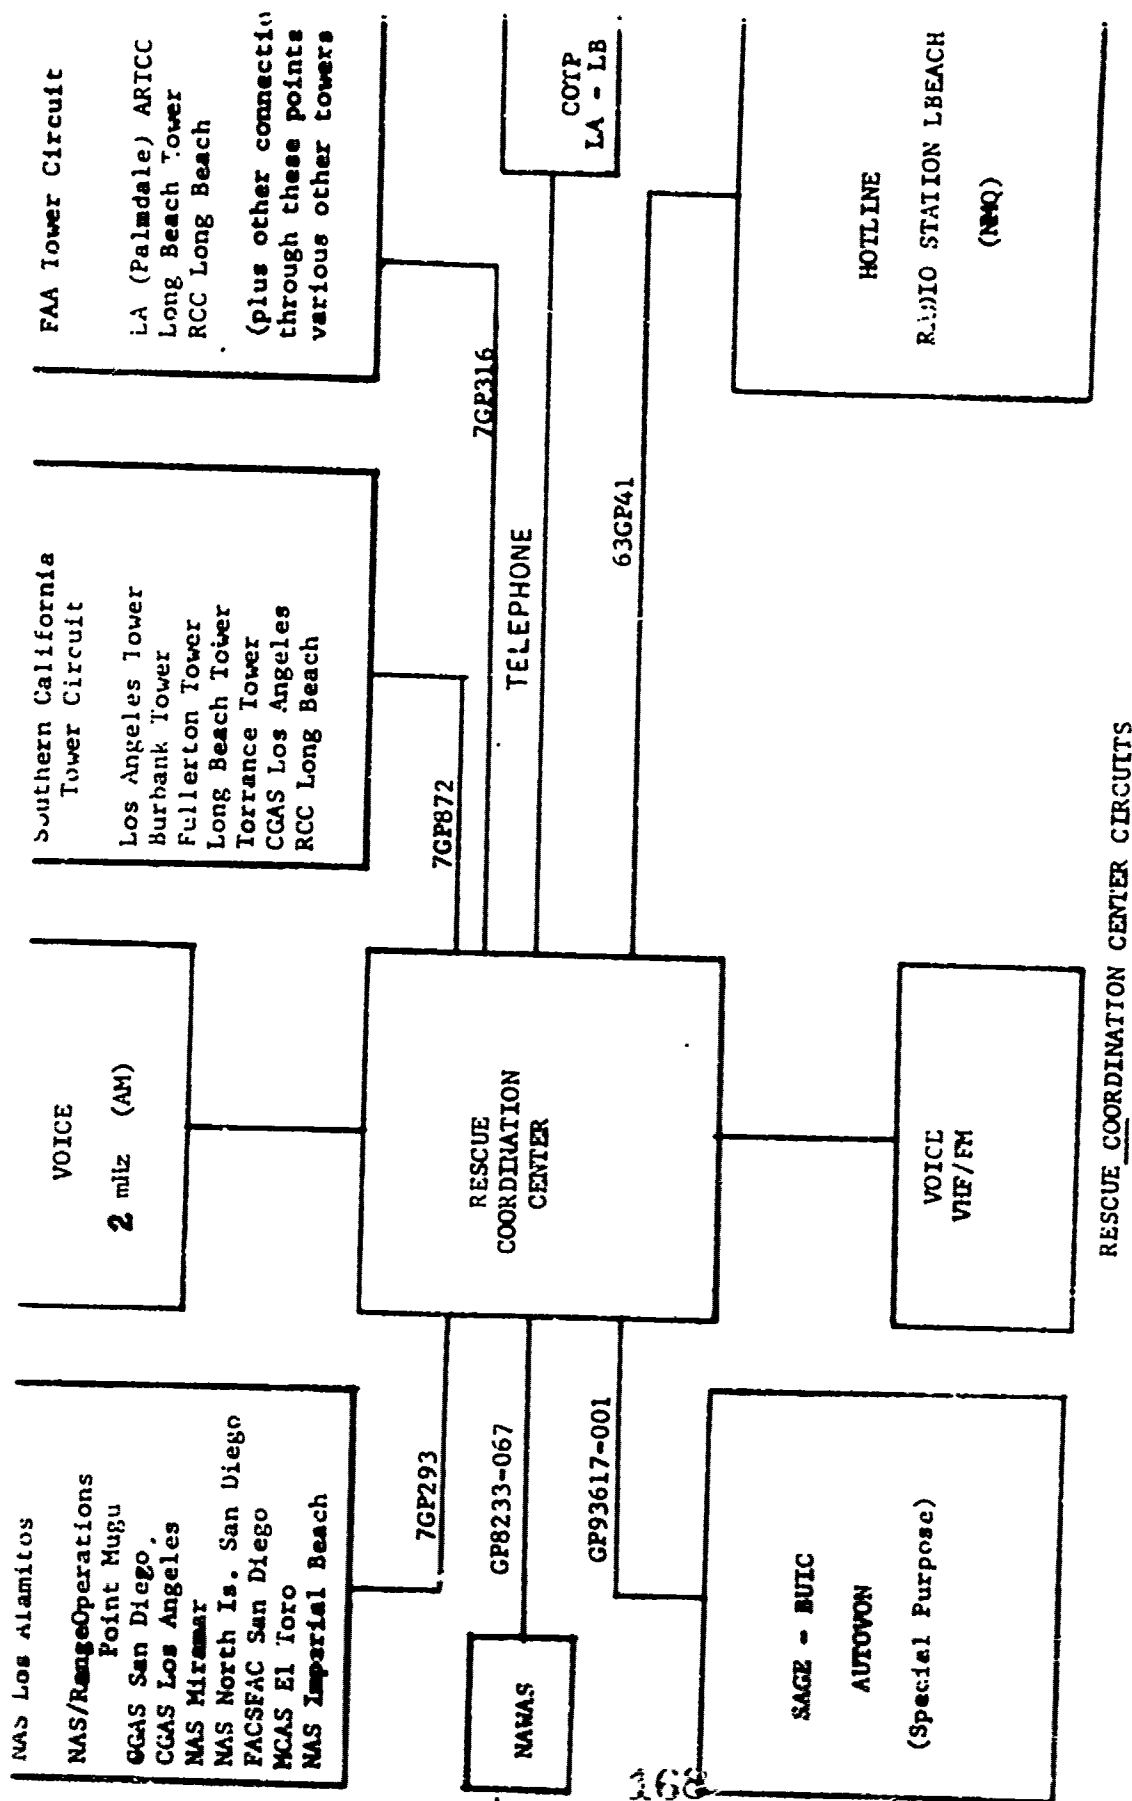 NAS Los Alamitos
NAS/RangeOperations
Point Mugu
CGAS San Diego
CGAS Los Angeles
NAS Miramar
NAS North Is. San Diego
FACSFAC San Diego
MCAS El Toro
NAS Imperial Beach
VOICE
2 mHz (AM)
Southern California
Tower Circuit
Los Angeles Tower
Burbank Tower
Fullerton Tower
Long Beach Tower
Torrance Tower
CGAS Los Angeles
RCC Long Beach
FAA Tower Circuit
LA (Palmdale) ARTCC
Long Beach Tower
RCC Long Beach
(plus other connectio
through these points
various other towers
7GP293
7GP872
7GP316
NAWAS
GP8233-067
RESCUE
COORDINATION
CENTER
TELEPHONE
COTP
LA - LB
GP93617-001
63GP41
SAGE - BUIC
AUTOVON
(Special Purpose)
VOICE
VHF/FM
HOTLINE
RADIO STATION LBEACH
(NMQ)
RESCUE COORDINATION CENTER CIRCUITS